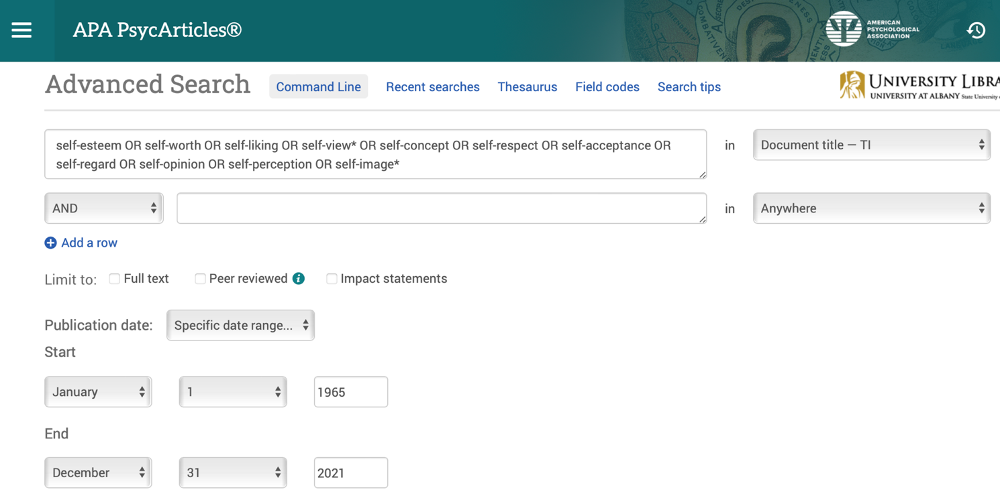 APA PsycArticles®
AMERICAN
PSYCHOLOGICAL
ASSOCIATION
Advanced Search
Command Line
Recent searches
Thesaurus
Field codes
Search tips
UNIVERSITY LIBRA
UNIVERSITY AT ALBANY State University
self-esteem OR self-worth OR self-liking OR self-view* OR self-concept OR self-respect OR self-acceptance OR
self-regard OR self-opinion OR self-perception OR self-image*
in
Document title — TI
AND
in
Anywhere
Add a row
Limit to:
Full text
Peer reviewed
Impact statements
Publication date:
Specific date range...
Start
January
1
1965
End
December
31
2021